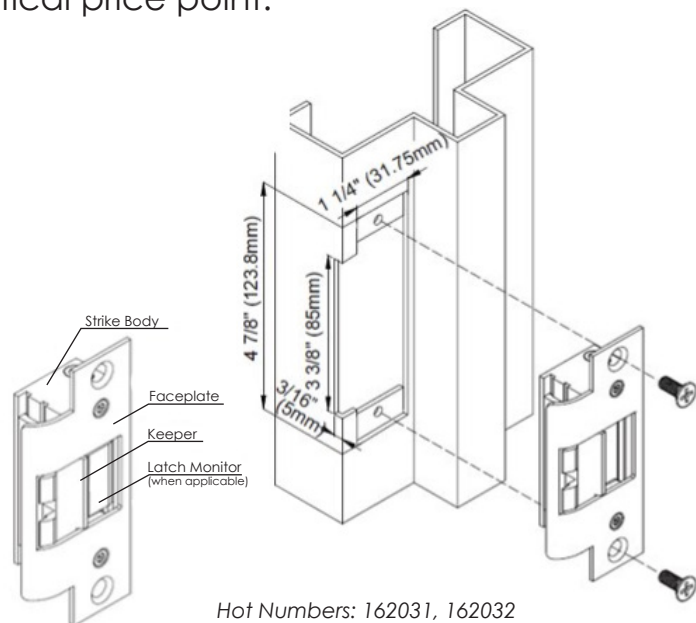 tical price point.
1 1/4" (31.75mm)
4 7/8" (123.8mm)
3 3/8" (85mm)
3/16"
(5mm)
Strike Body
Faceplate
Keeper
Latch Monitor
(when applicable)
Hot Numbers: 162031, 162032